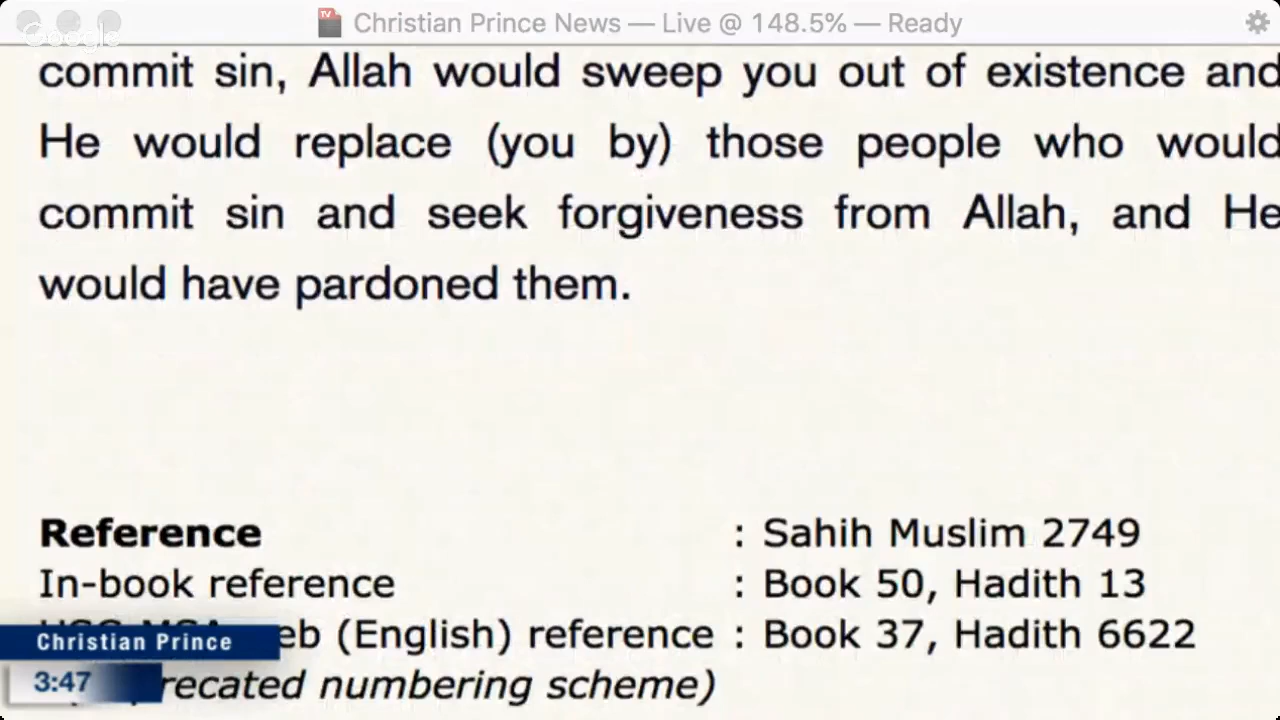 Google
Christian Prince News — Live @ 148.5% — Ready
commit sin, Allah would sweep you out of existence and
He would replace (you by) those people who would
commit sin and seek forgiveness from Allah, and He
would have pardoned them.
Reference : Sahih Muslim 2749
In-book reference : Book 50, Hadith 13
(English) reference : Book 37, Hadith 6622
numbering scheme)
Christian Prince
3:47